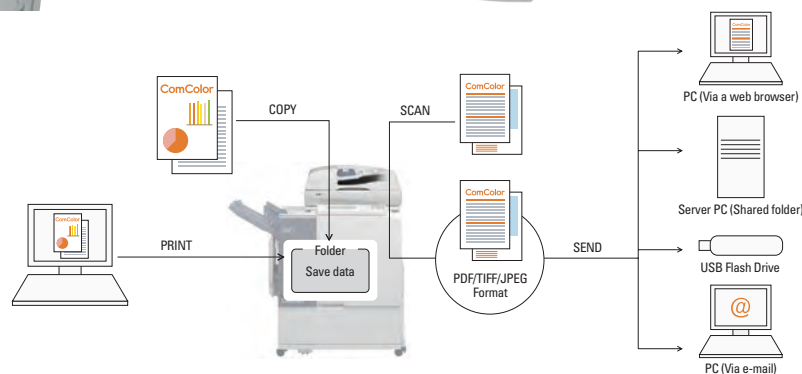 ComColor
COPY
ComColor
PRINT
Folder
Save data
SCAN
ComColor
ComColor
PDF/TIFF/JPEG
Format
SEND
ComColor
PC (Via a web browser)
Server PC (Shared folder)
USB Flash Drive
@
PC (Via e-mail)